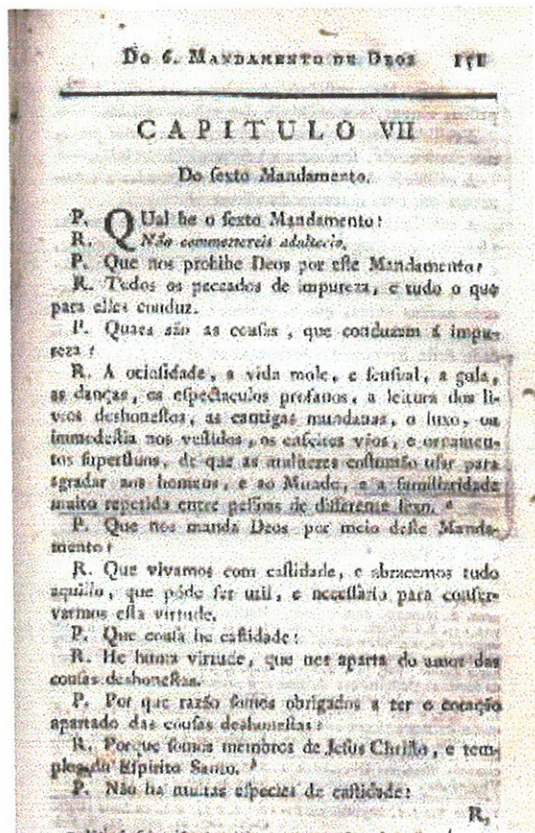 Do 6. Mandamento de Deos 151
CAPITULO VII
Do ſexto Mandamento.
P. QUal he o ſexto Mandamento?
R. Não commettereis adulterio.
P. Que nos prohibe Deos por eſte Mandamento?
R. Todos os peccados de impureza, e tudo o que
para elles conduz.
P. Quaes são as couſas, que conduzem á impu-
reza?
R. A ocioſidade, a vida mole, e ſenſual, a gula,
as danças, os eſpectaculos profanos, a leitura dos li-
vros deshoneſtos, as cantigas mundanas, o luxo, ou
immodeſtia nos veſtidos, os enfeites vãos, e ornamen-
tos ſuperfluos, de que as mulheres coſtumão uſar para
agradar aos homens, e ao Mundo, e a familiaridade
muito repetida entre peſſoas de differente ſexo. a
P. Que nos manda Deos por meio deſte Manda-
mento?
R. Que vivamos com caſtidade, e abracemos tudo
aquillo, que póde ſer util, e neceſſario para conſer-
varmos eſta virtude.
P. Que couſa he caſtidade?
R. He huma virtude, que nos aparta do amor das
couſas deshoneſtas.
P. Por que razão ſomos obrigados a ter o coração
apartado das couſas deshoneſtas?
R. Porque ſomos membros de Jeſus Chriſto, e tem-
plos do Eſpirito Santo. b
P. Não ha muitas eſpecies de caſtidade?
R,